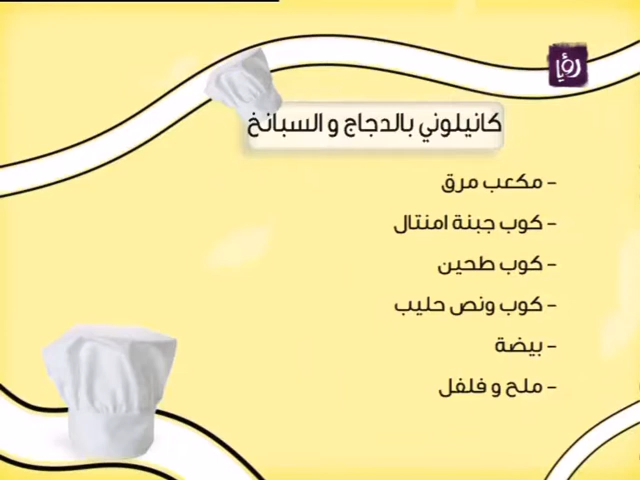 رؤيا
كانيلوني بالدجاج و السبانخ
- مكعب مرق
- كوب جبنة امنتال
- كوب طحين
- كوب ونص حليب
- بيضة
- ملح و فلفل